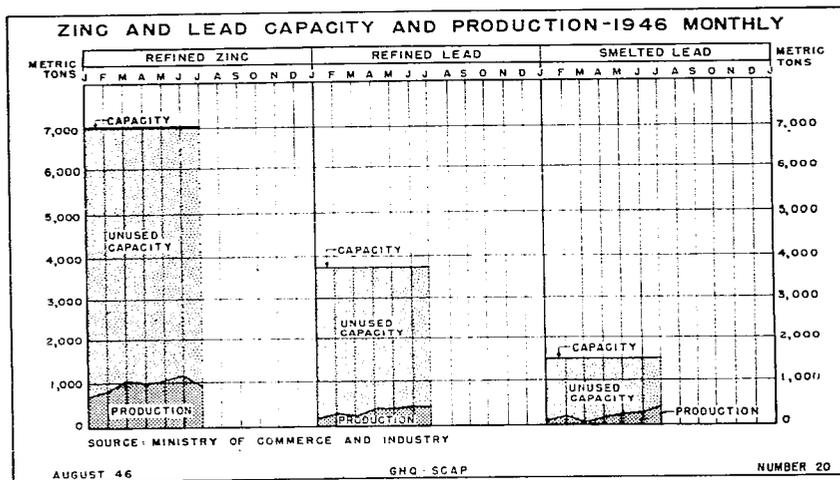 ZINC AND LEAD CAPACITY AND PRODUCTION-1946 MONTHLY
REFINED ZINC REFINED LEAD SMELTED LEAD
METRIC TONS
J F M A M J J A S O N D J F M A M J J A S O N D J F M A M J J A S O N D J
METRIC TONS
CAPACITY
7,000 7,000
6,000 6,000
5,000 5,000
UNUSED CAPACITY
4,000 4,000
CAPACITY
3,000 3,000
UNUSED CAPACITY
2,000 2,000
CAPACITY
1,000 1,000
UNUSED CAPACITY
PRODUCTION PRODUCTION PRODUCTION
0 0
SOURCE: MINISTRY OF COMMERCE AND INDUSTRY
AUGUST 46 GHQ-SCAP NUMBER 20